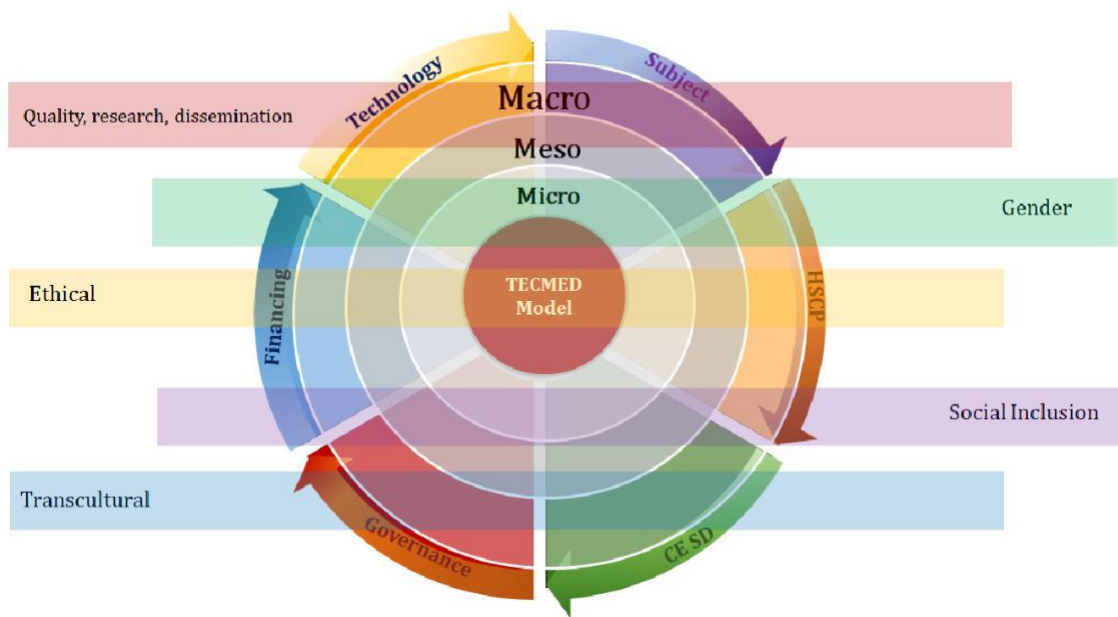 Technology
Subject
Macro
Quality, research, dissemination
Meso
Micro
Gender
TECMED
Model
Ethical
Financing
HSCP
Social Inclusion
Transcultural
Governance
CE SD